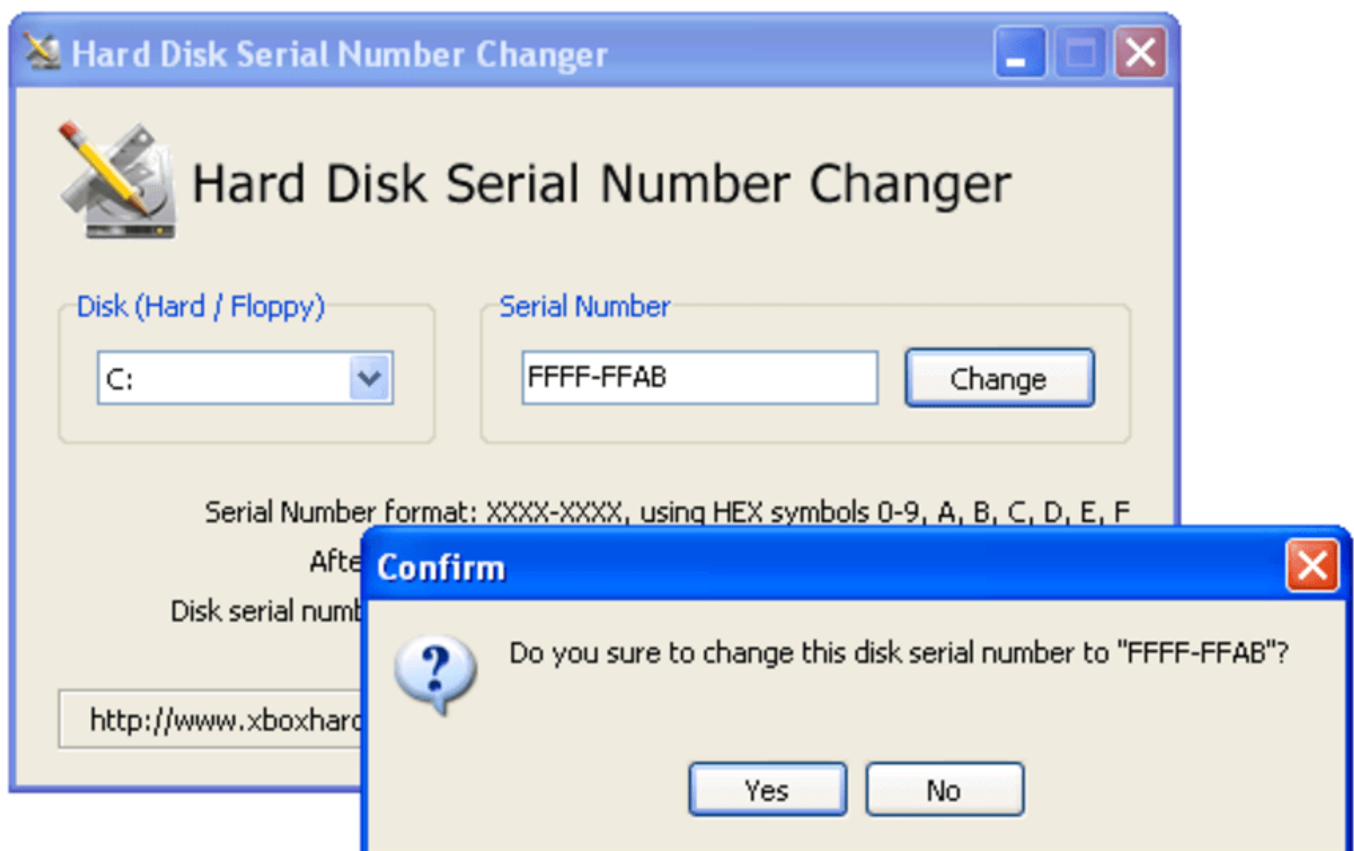 Hard Disk Serial Number Changer
Hard Disk Serial Number Changer
Disk (Hard / Floppy)
Serial Number
C:
FFFF-FFAB
Change
Serial Number format: XXXX-XXXX, using HEX symbols 0-9, A, B, C, D, E, F
Confirm
Disk serial
Do you sure to change this disk serial number to "FFFF-FFAB"?
http://www.xboxhard
Yes
No